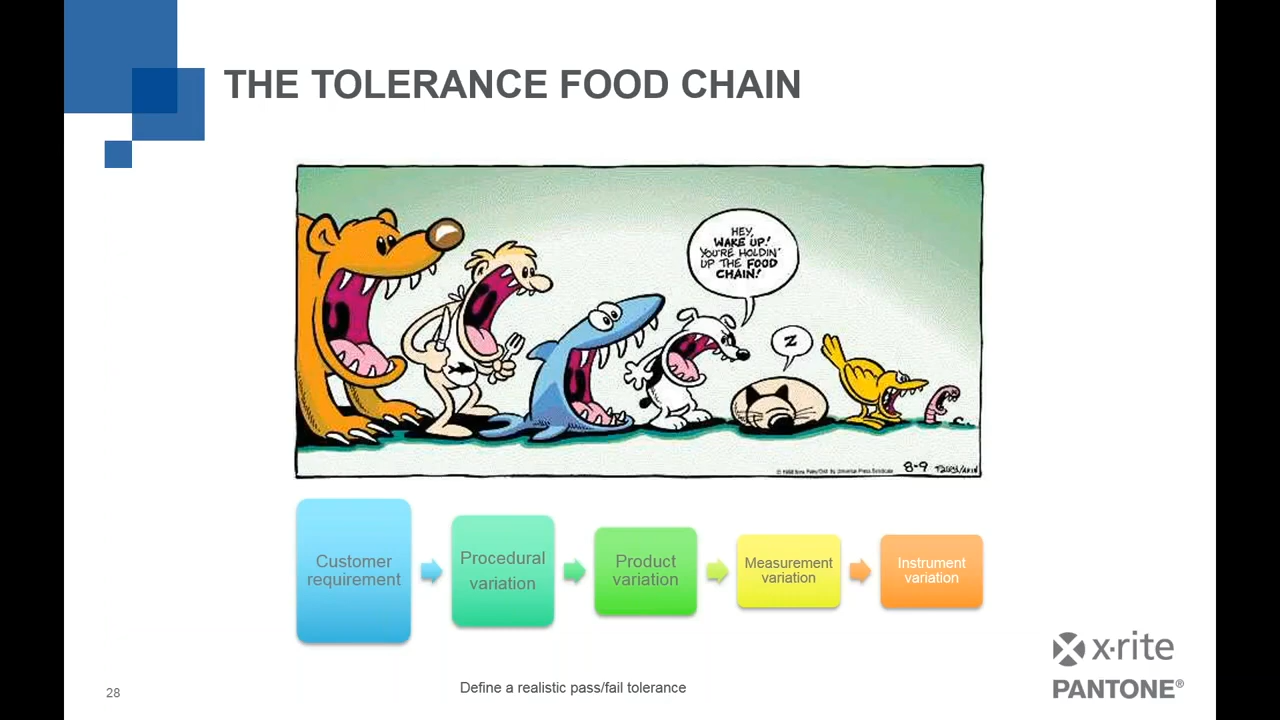 THE TOLERANCE FOOD CHAIN
HEY,
WAKE UP!
YOU'RE HOLDIN'
UP THE FOOD
CHAIN!
Z
8-9
Customer
requirement
Procedural
variation
Product
variation
Measurement
variation
Instrument
variation
x·rite
PANTONE®
28
Define a realistic pass/fail tolerance